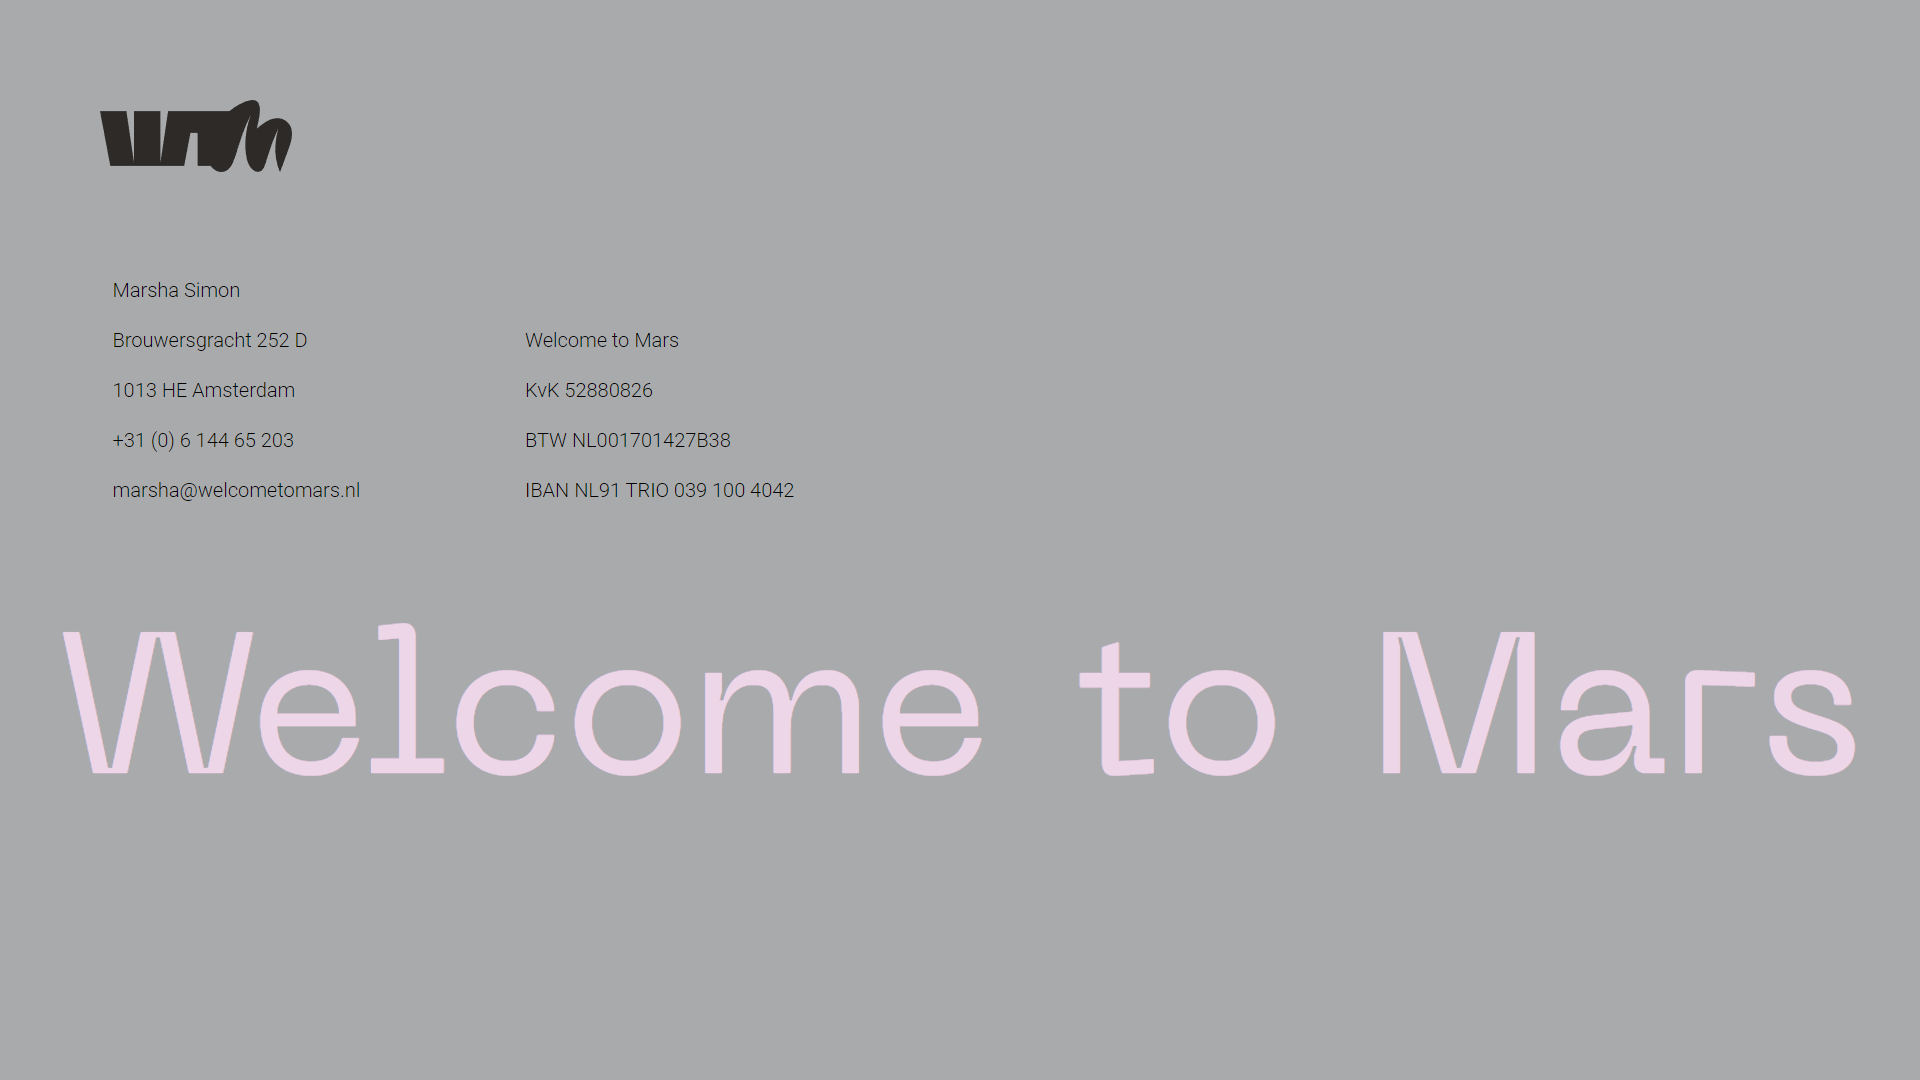 WTM
Marsha Simon
Brouwersgracht 252 D
1013 HE Amsterdam
+31 (0) 6 144 65 203
marsha@welcometomars.nl
Welcome to Mars
KvK 52880826
BTW NL001701427B38
IBAN NL91 TRIO 039 100 4042
Welcome to Mars